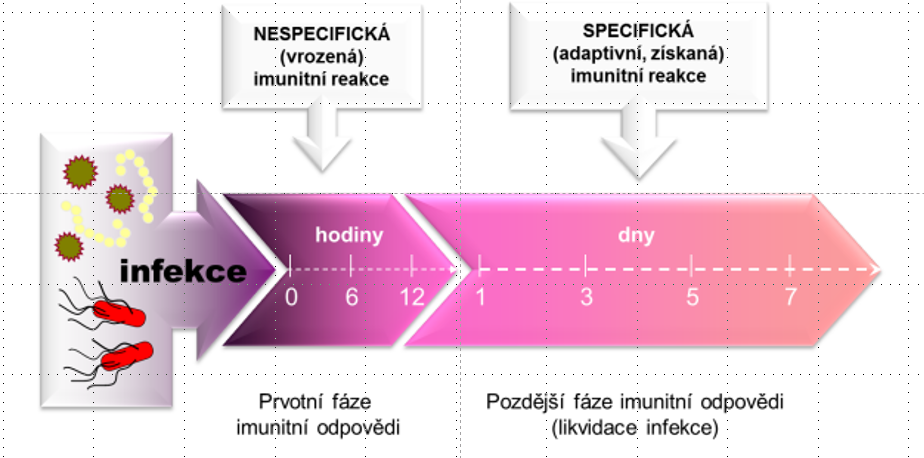 NESPECIFICKÁ
(vrozená)
imunitní reakce
SPECIFICKÁ
(adaptivní, získaná)
imunitní reakce
infekce
hodiny
0 6 12
dny
1 3 5 7
Prvotní fáze
imunitní odpovědi
Pozdější fáze imunitní odpovědi
(likvidace infekce)